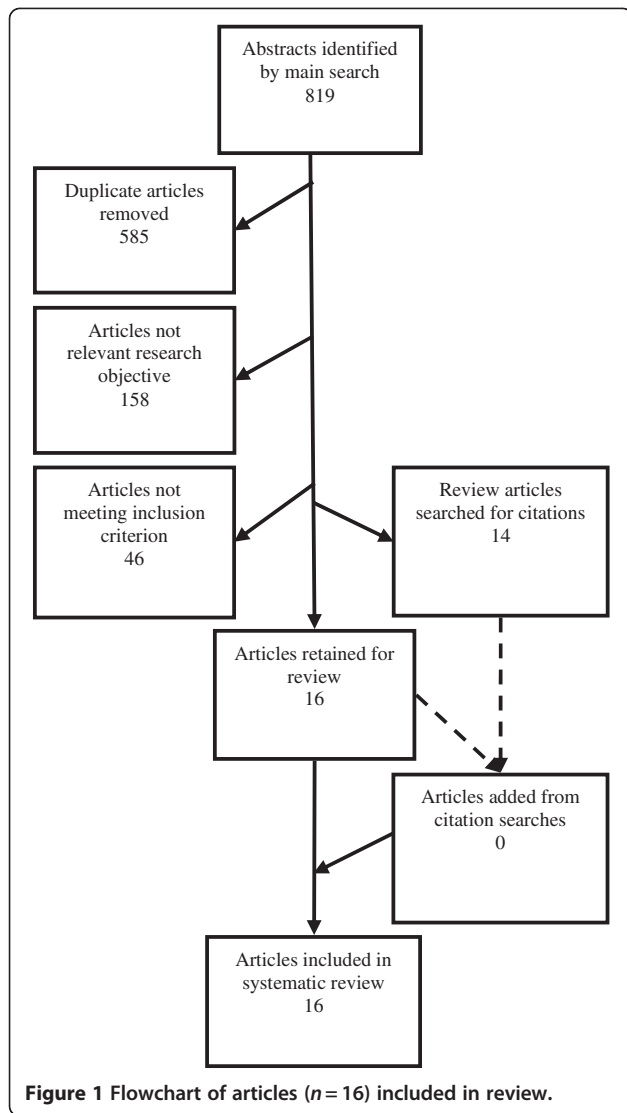 Abstracts identified
by main search
819
Duplicate articles
removed
585
Articles not
relevant research
objective
158
Articles not
meeting inclusion
criterion
46
Review articles
searched for citations
14
Articles retained for
review
16
Articles added from
citation searches
0
Articles included in
systematic review
16
Figure 1 Flowchart of articles (n = 16) included in review.